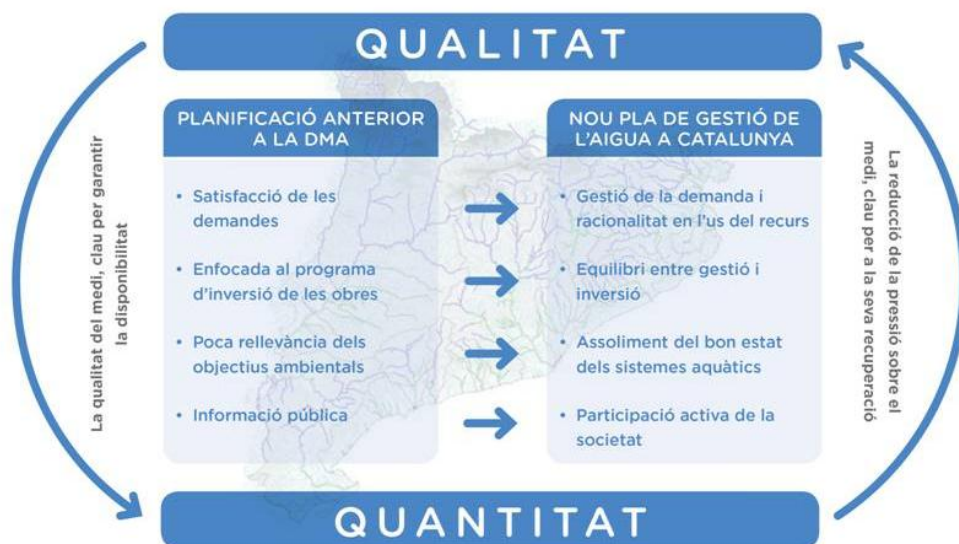 QUALITAT
PLANIFICACIÓ ANTERIOR
A LA DMA
• Satisfacció de les
demandes
• Enfocada al programa
d'inversió de les obres
• Poca rellevància dels
objectius ambientals
• Informació pública
NOU PLA DE GESTIÓ DE
L'AIGUA A CATALUNYA
• Gestió de la demanda i
racionalitat en l'us del recurs
• Equilibri entre gestió i
inversió
• Assoliment del bon estat
dels sistemes aquàtics
• Participació activa de la
societat
La qualitat del medi, clau per garantir
la disponibilitat
La reducció de la pressió sobre el
medi, clau per a la seva recuperació
QUANTITAT